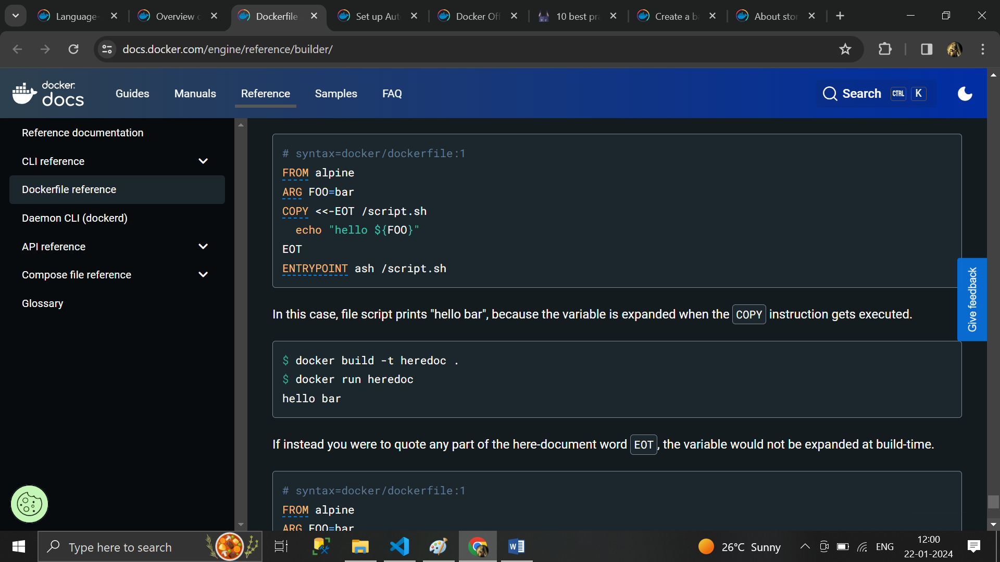 Language-
Overview c
Dockerfile
Set up Aut
Docker Off
10 best pra
Create a ba
About stor
docs.docker.com/engine/reference/builder/
docker
docs
Guides
Manuals
Reference
Samples
FAQ
Search
CTRL
K
Reference documentation
CLI reference
Dockerfile reference
Daemon CLI (dockerd)
API reference
Compose file reference
Glossary
# syntax=docker/dockerfile:1
FROM alpine
ARG FOO=bar
COPY <<-EOT /script.sh
echo "hello ${FOO}"
EOT
ENTRYPOINT ash /script.sh
In this case, file script prints "hello bar", because the variable is expanded when the COPY instruction gets executed.
$ docker build -t heredoc .
$ docker run heredoc
hello bar
If instead you were to quote any part of the here-document word EOT, the variable would not be expanded at build-time.
# syntax=docker/dockerfile:1
FROM alpine
ARG FOO=bar
Give feedback
Type here to search
26°C Sunny
ENG
12:00
22-01-2024